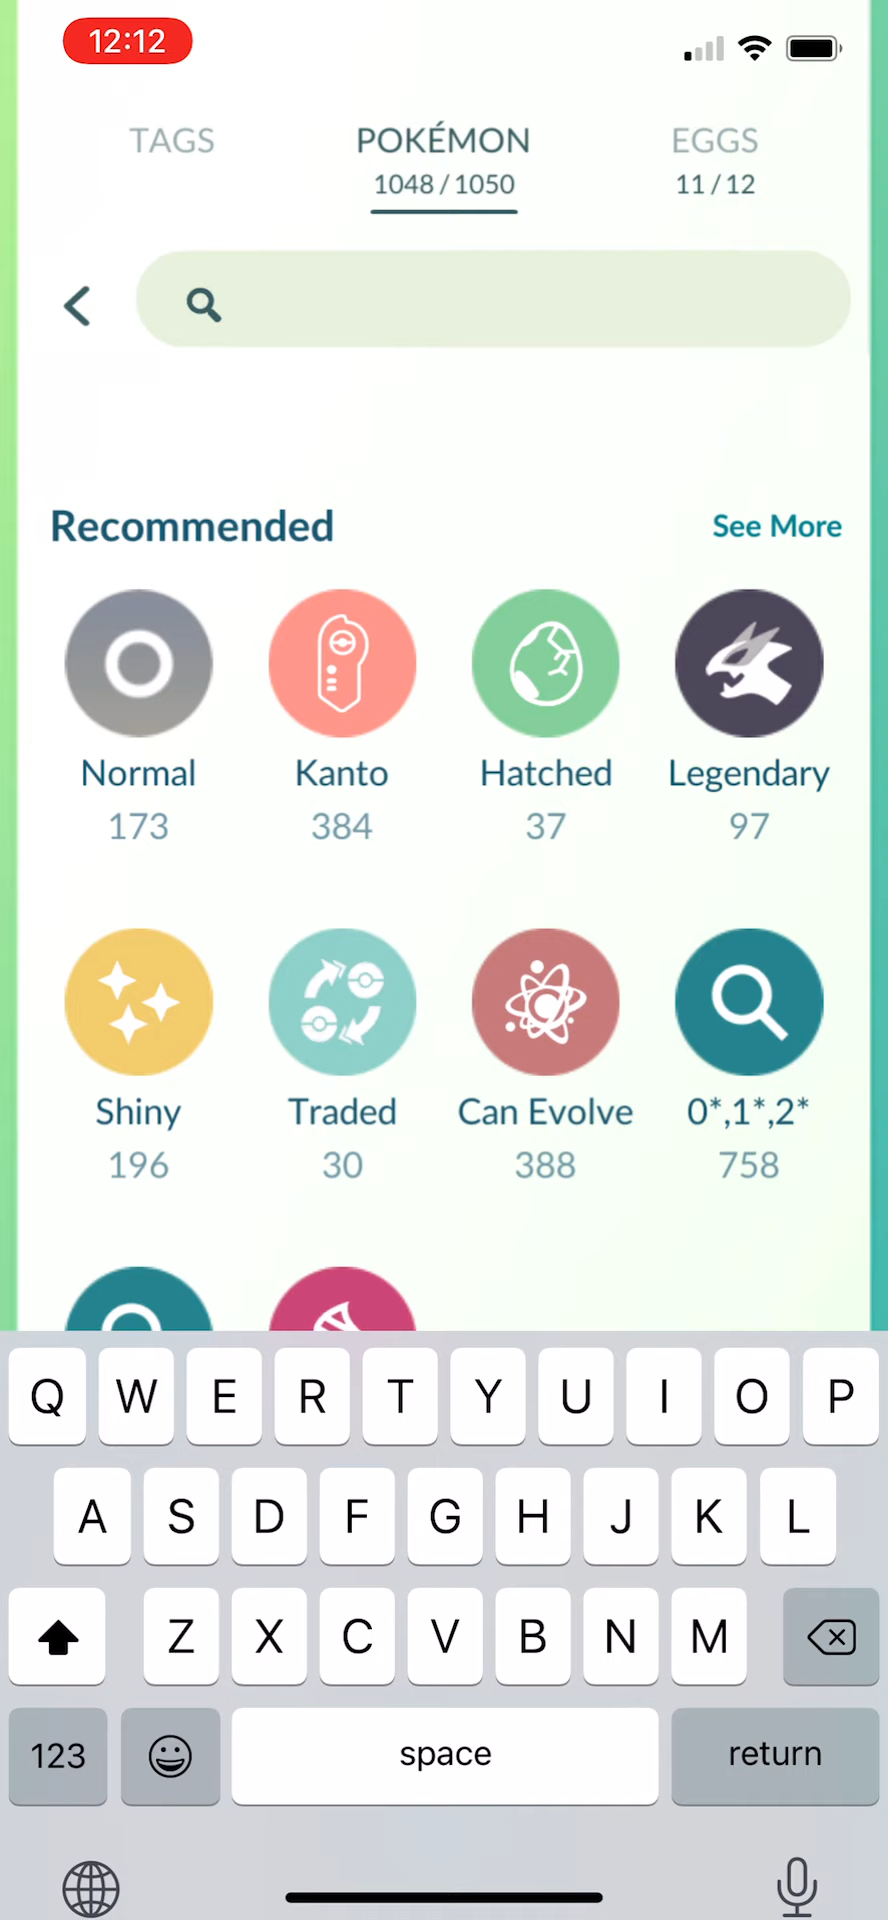 12:12
TAGS POKÉMON EGGS
1048 / 1050 11 / 12
Recommended See More
Normal Kanto Hatched Legendary
173 384 37 97
Shiny Traded Can Evolve 0*,1*,2*
196 30 388 758
Q W E R T Y U I O P
A S D F G H J K L
Z X C V B N M
123 space return